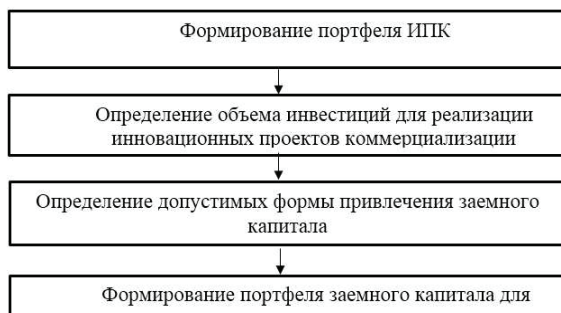 Формирование портфеля ИПК
Определение объема инвестиций для реализации
инновационных проектов коммерциализации
Определение допустимых формы привлечения заемного
капитала
Формирование портфеля заемного капитала для